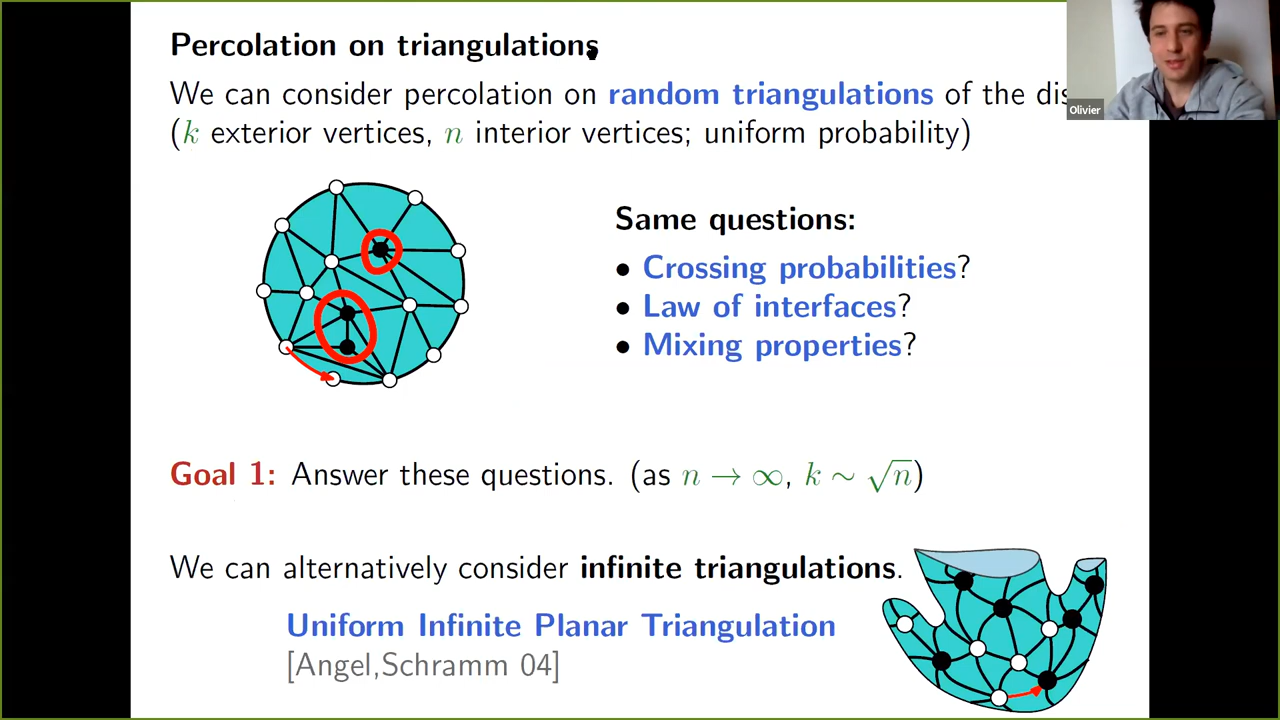 Percolation on triangulations
We can consider percolation on random triangulations of the dis
(k exterior vertices, n interior vertices; uniform probability)
Olivier
Same questions:
• Crossing probabilities?
• Law of interfaces?
• Mixing properties?
Goal 1: Answer these questions. (as n → ∞, k ∼ √n)
We can alternatively consider infinite triangulations.
Uniform Infinite Planar Triangulation
[Angel,Schramm 04]